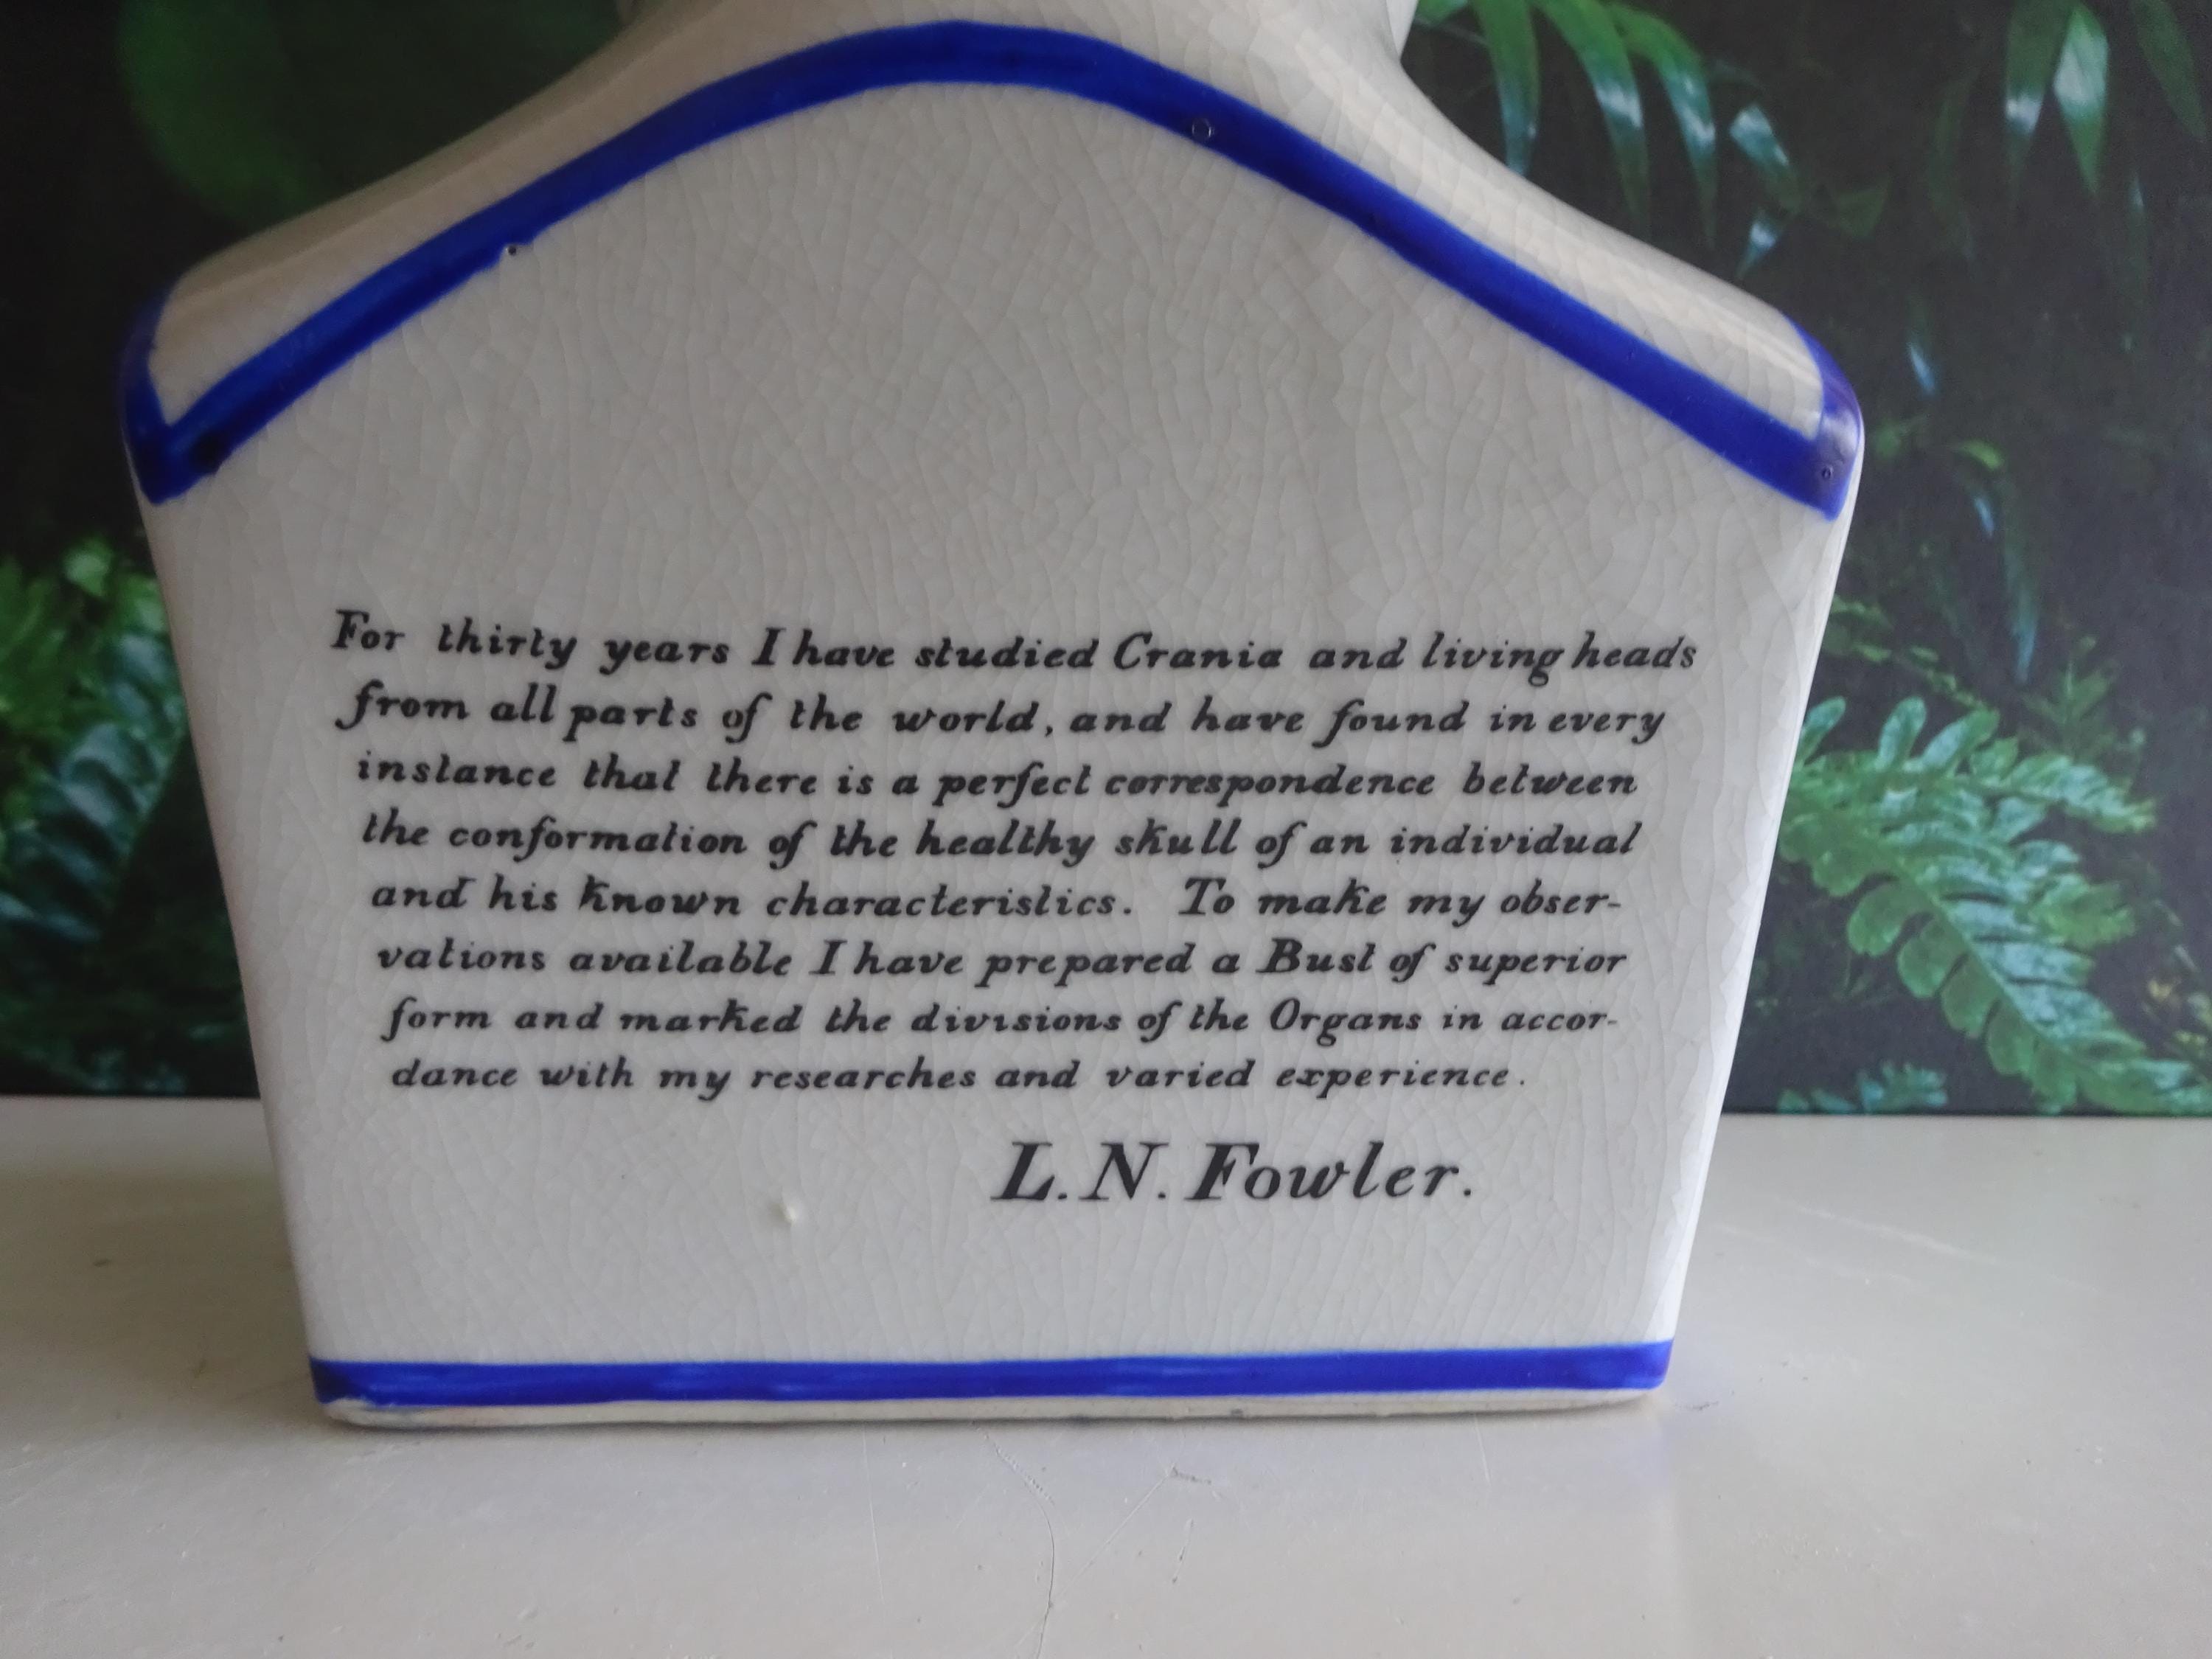 For thirty years I have studied Crania and living heads
from all parts of the world, and have found in every
instance that there is a perfect correspondence between
the conformation of the healthy skull of an individual
and his known characteristics. To make my obser-
vations available I have prepared a Bust of superior
form and marked the divisions of the Organs in accor-
dance with my researches and varied experience.
L.N. Fowler.